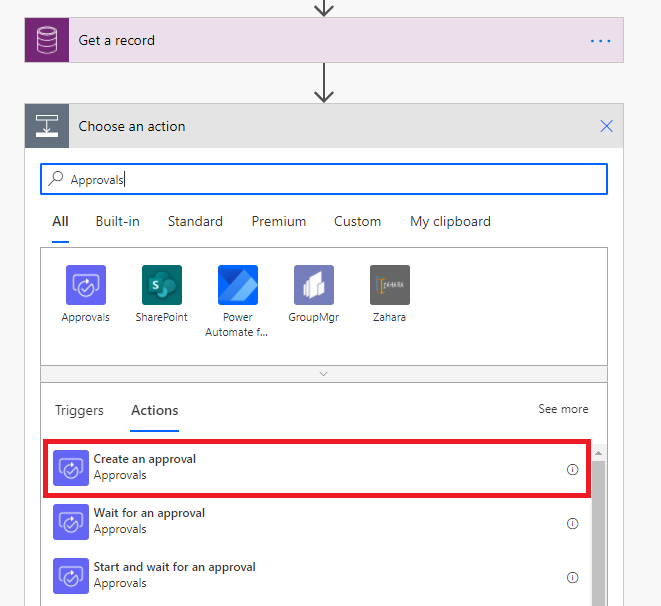 Get a record
Choose an action
Approvals
All Built-in Standard Premium Custom My clipboard
Approvals SharePoint Power Automate f... GroupMgr Zahara
Triggers Actions See more
Create an approval
Approvals
Wait for an approval
Approvals
Start and wait for an approval
Approvals